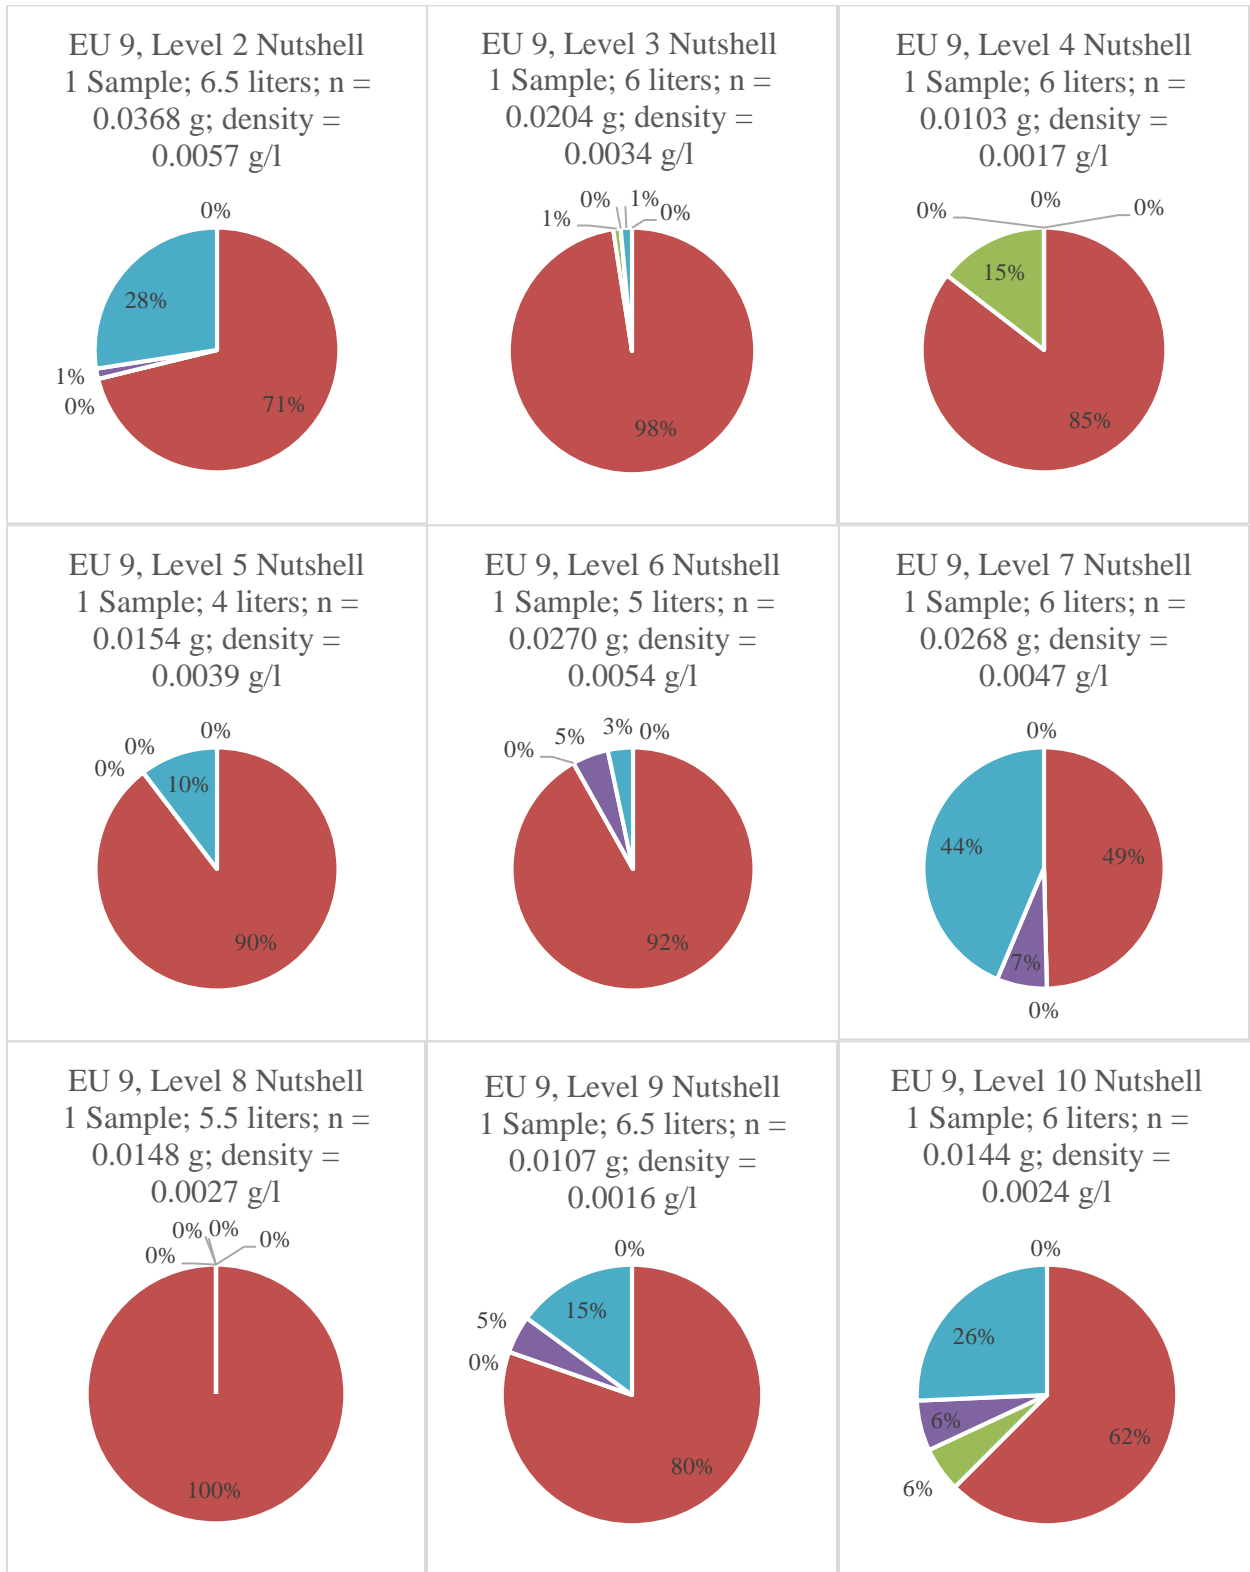 EU 9, Level 2 Nutshell
1 Sample; 6.5 liters; n =
0.0368 g; density =
0.0057 g/l
0%
28%
1%
0%
71%
EU 9, Level 3 Nutshell
1 Sample; 6 liters; n =
0.0204 g; density =
0.0034 g/l
0%
1%
1%
0%
98%
EU 9, Level 4 Nutshell
1 Sample; 6 liters; n =
0.0103 g; density =
0.0017 g/l
0%
0%
0%
15%
85%
EU 9, Level 5 Nutshell
1 Sample; 4 liters; n =
0.0154 g; density =
0.0039 g/l
0%
0%
0%
10%
90%
EU 9, Level 6 Nutshell
1 Sample; 5 liters; n =
0.0270 g; density =
0.0054 g/l
0%
5%
3%
0%
92%
EU 9, Level 7 Nutshell
1 Sample; 6 liters; n =
0.0268 g; density =
0.0047 g/l
0%
44%
49%
7%
0%
EU 9, Level 8 Nutshell
1 Sample; 5.5 liters; n =
0.0148 g; density =
0.0027 g/l
0%
0%
0%
0%
100%
EU 9, Level 9 Nutshell
1 Sample; 6.5 liters; n =
0.0107 g; density =
0.0016 g/l
0%
15%
5%
0%
80%
EU 9, Level 10 Nutshell
1 Sample; 6 liters; n =
0.0144 g; density =
0.0024 g/l
0%
26%
6%
62%
6%